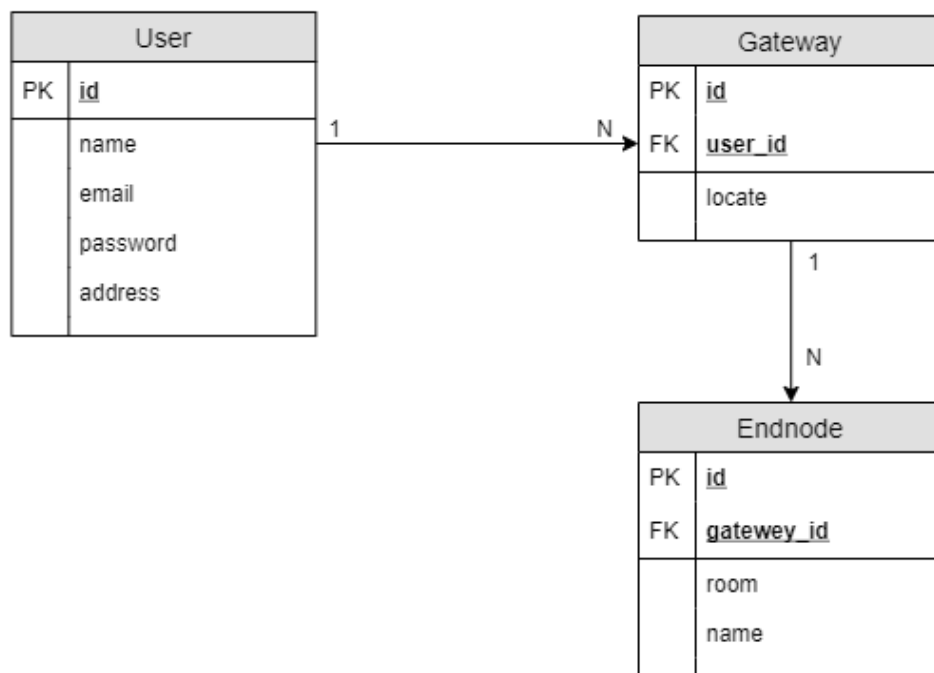 User
PK id
name
email
password
address
1 N
Gateway
PK id
FK user_id
locate
1
N
Endnode
PK id
FK gatewey_id
room
name